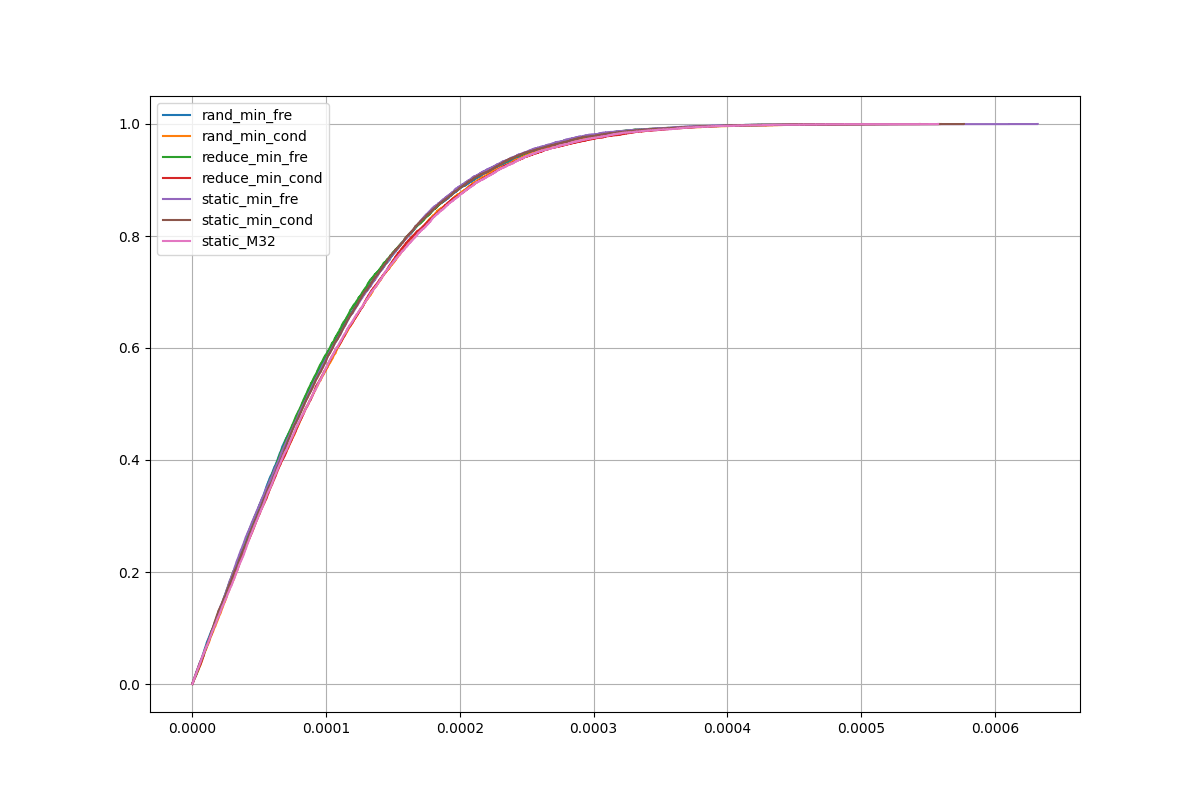 1.0
0.8
0.6
0.4
0.2
0.0
rand_min_fre
rand_min_cond
reduce_min_fre
reduce_min_cond
static_min_fre
static_min_cond
static_M32
0.0000 0.0001 0.0002 0.0003 0.0004 0.0005 0.0006